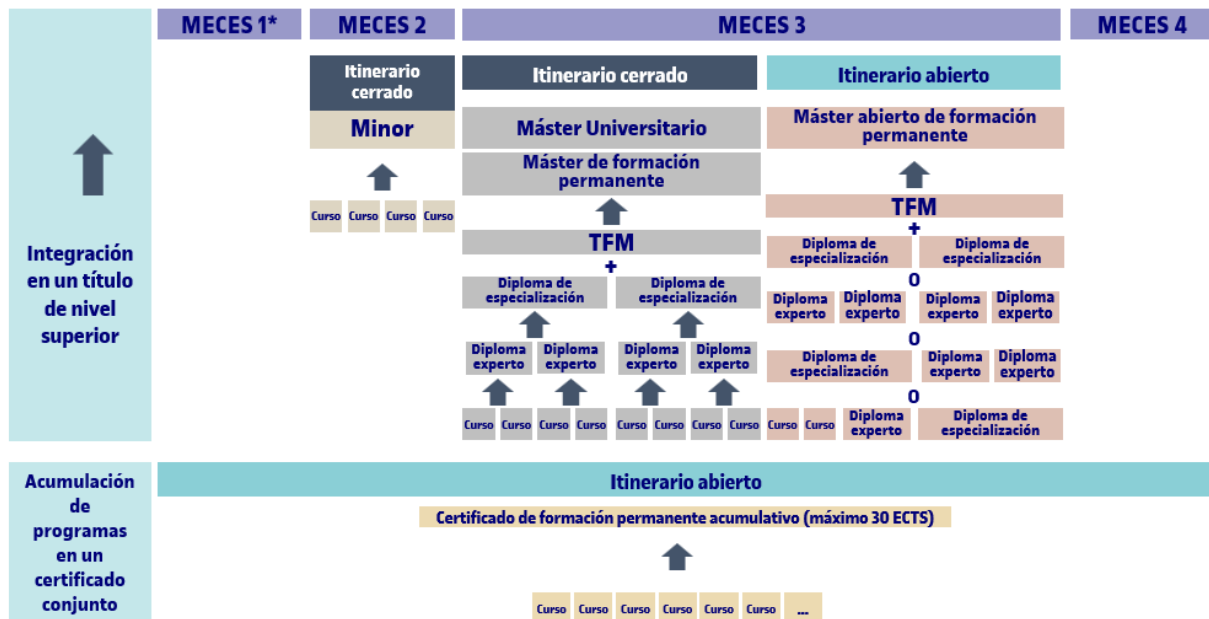 MECES 1*
MECES 2
MECES 3
MECES 4
Integración
en un título
de nivel
superior
Itinerario
cerrado
Minor
Curso Curso Curso Curso
Itinerario cerrado
Máster Universitario
Máster de formación
permanente
TFM
+
Diploma de
especialización
Diploma de
especialización
Diploma
experto
Diploma
experto
Diploma
experto
Diploma
experto
Curso Curso Curso Curso Curso Curso Curso Curso
Itinerario abierto
Máster abierto de formación
permanente
TFM
+
Diploma de
especialización
Diploma de
especialización
O
Diploma
experto
Diploma
experto
Diploma
experto
Diploma
experto
O
Diploma de
especialización
Diploma
experto
Diploma
experto
O
Curso Curso
Diploma
experto
Diploma de
especialización
Acumulación
de
programas
en un
certificado
conjunto
Itinerario abierto
Certificado de formación permanente acumulativo (máximo 30 ECTS)
Curso Curso Curso Curso Curso Curso ...